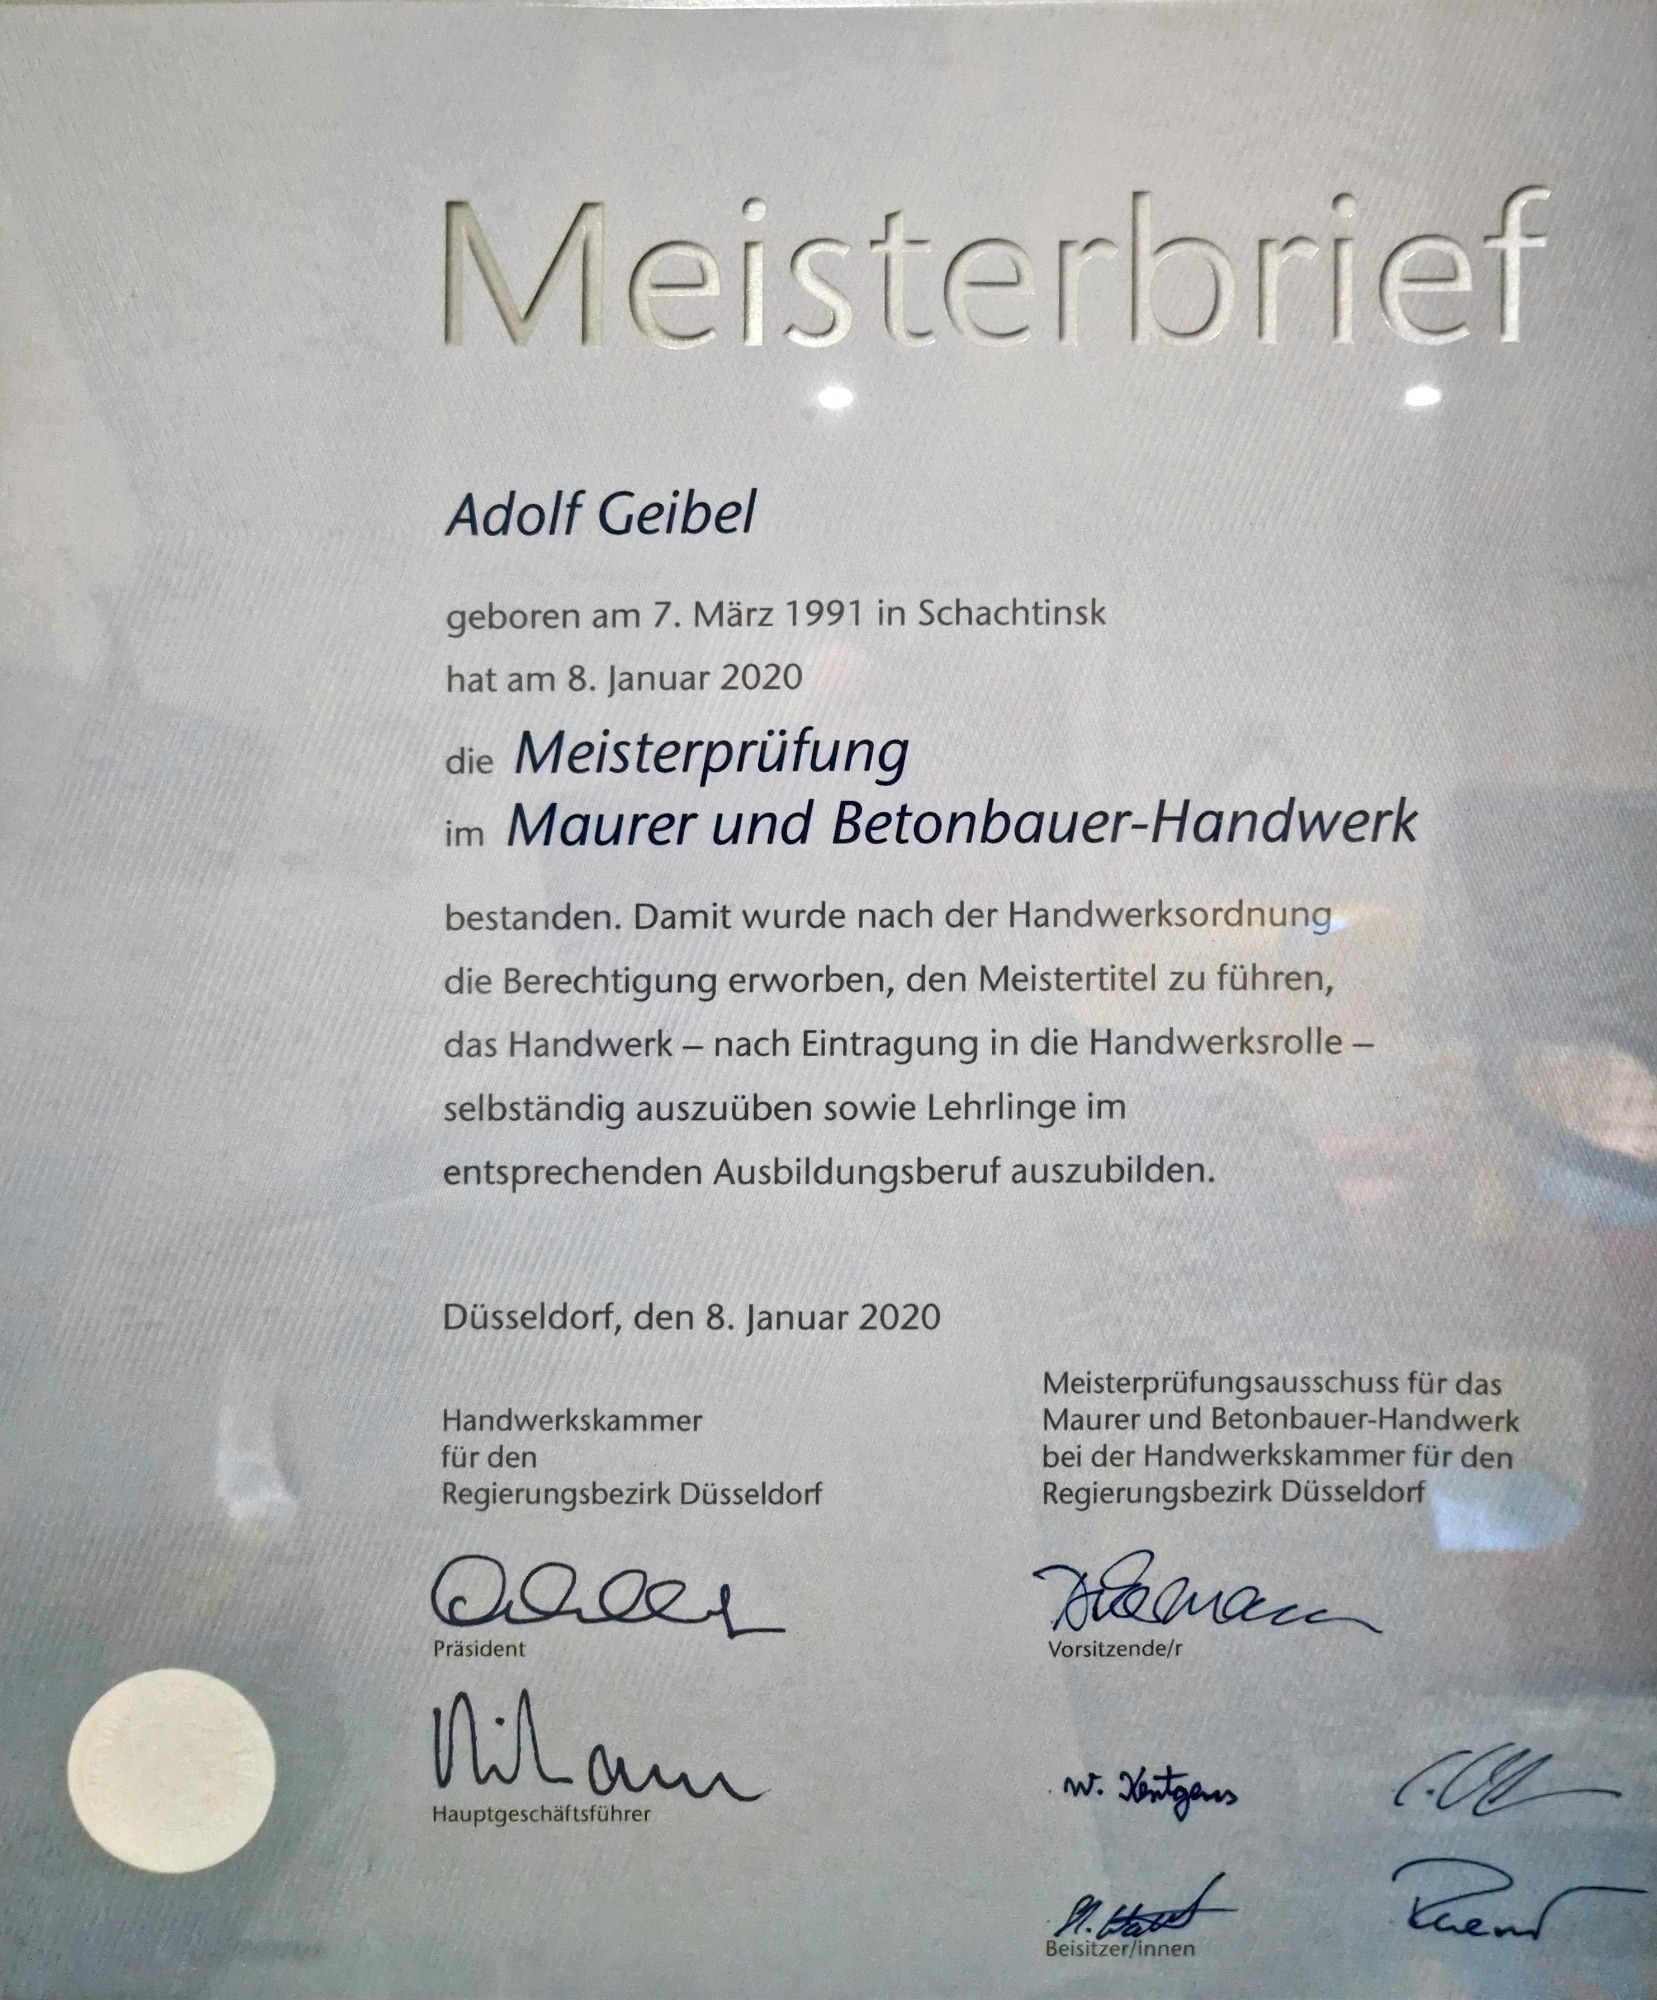 Meisterbrief
Adolf Geibel
geboren am 7. März 1991 in Schachtinsk
hat am 8. Januar 2020
die Meisterprüfung
im Maurer und Betonbauer-Handwerk
bestanden. Damit wurde nach der Handwerksordnung
die Berechtigung erworben, den Meistertitel zu führen,
das Handwerk – nach Eintragung in die Handwerksrolle –
selbständig auszuüben sowie Lehrlinge im
entsprechenden Ausbildungsberuf auszubilden.
Düsseldorf, den 8. Januar 2020
Handwerkskammer
für den
Regierungsbezirk Düsseldorf
Präsident
Hauptgeschäftsführer
Meisterprüfungsausschuss für das
Maurer und Betonbauer-Handwerk
bei der Handwerkskammer für den
Regierungsbezirk Düsseldorf
Vorsitzende/r
W.
Beisitzer/innen